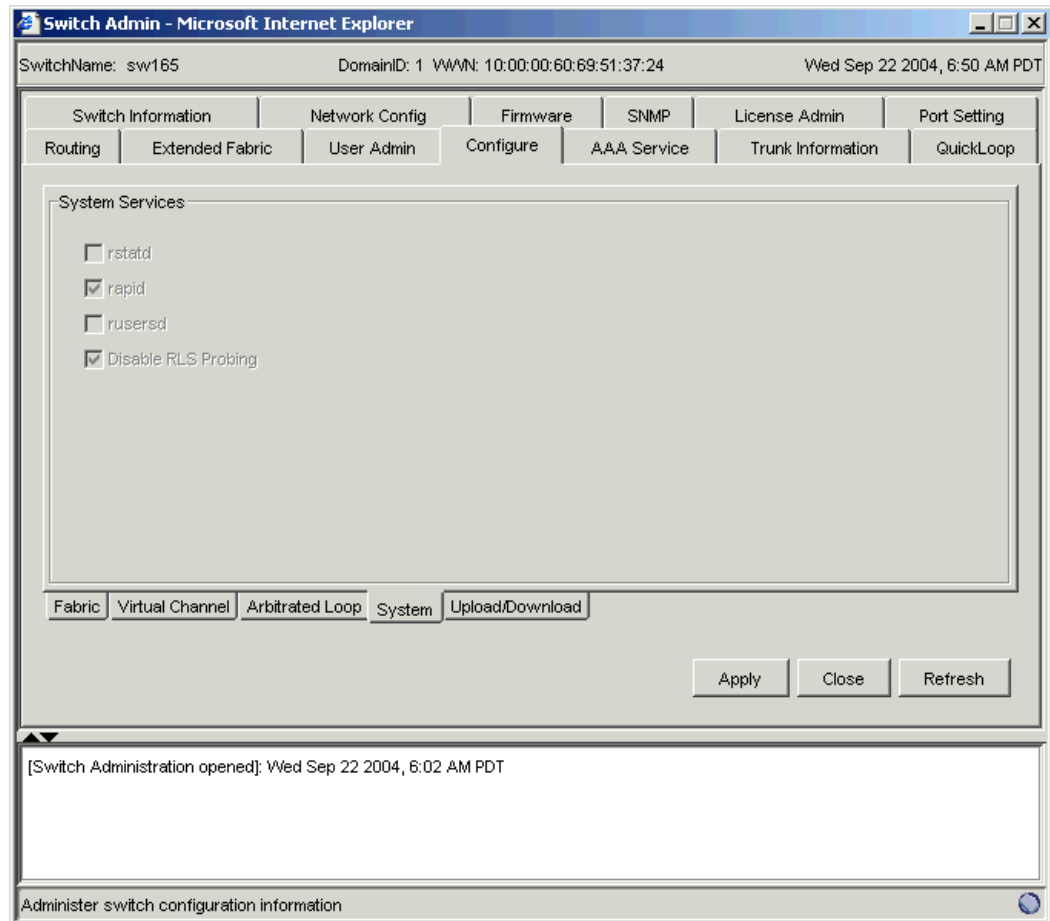 Switch Admin - Microsoft Internet Explorer
SwitchName: sw165 DomainID: 1 WWN: 10:00:00:60:69:51:37:24 Wed Sep 22 2004, 6:50 AM PDT
Switch Information Network Config Firmware SNMP License Admin Port Setting
Routing Extended Fabric User Admin Configure AAA Service Trunk Information QuickLoop
System Services
rstatd
rapid
rusersd
Disable RLS Probing
Fabric Virtual Channel Arbitrated Loop System Upload/Download
Apply Close Refresh
[Switch Administration opened]: Wed Sep 22 2004, 6:02 AM PDT
Administer switch configuration information